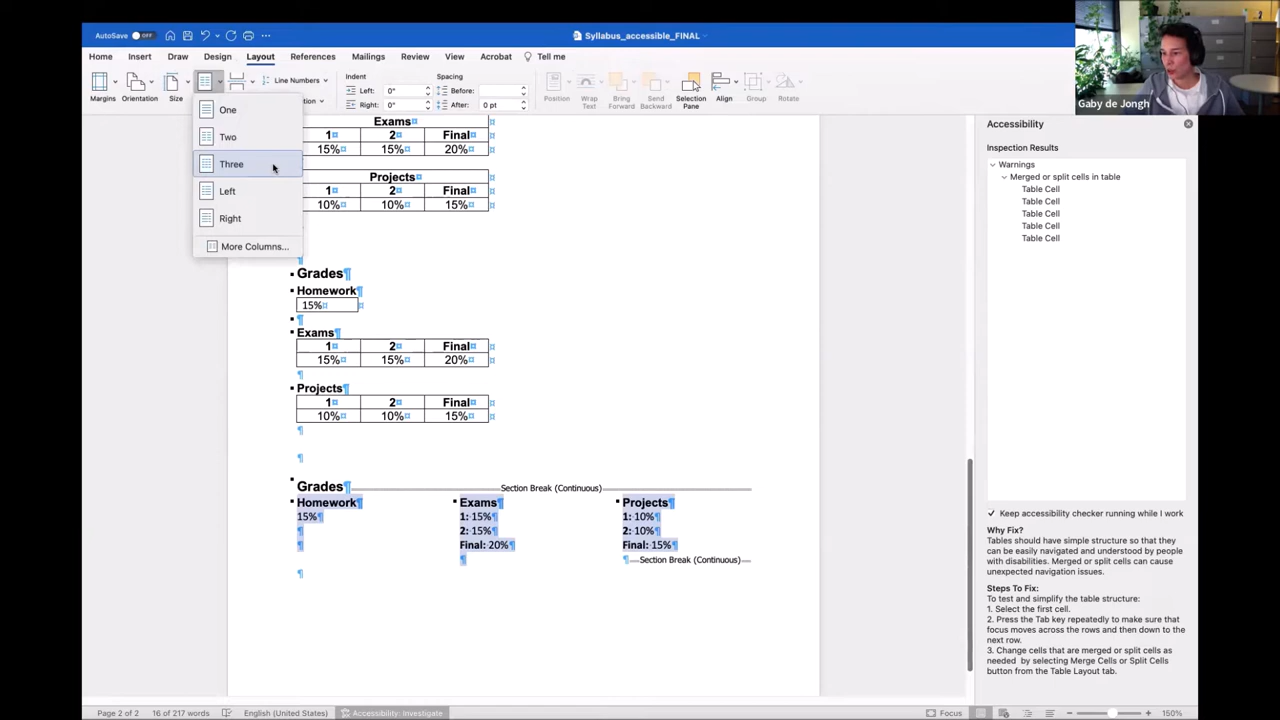 AutoSave OFF
Syllabus_accessible_FINAL
Home Insert Draw Design Layout References Mailings Review View Acrobat Tell me
Margins Orientation Size
Line Numbers
Indent
Left: 0"
Right: 0"
Spacing
Before:
After: 0 pt
Position
Wrap Text
Bring Forward
Send Backward
Selection Pane
Align
Group
Rotate
One
Two
Three
Left
Right
More Columns...
Gaby de Jongh
Exams
1 2 Final
15% 15% 20%
Projects
1 2 Final
10% 10% 15%
Grades
Homework
15%
Exams
1 2 Final
15% 15% 20%
Projects
1 2 Final
10% 10% 15%
Grades
Section Break (Continuous)
Homework
15%
Exams
1: 15%
2: 15%
Final: 20%
Projects
1: 10%
2: 10%
Final: 15%
Section Break (Continuous)
Accessibility
Inspection Results
Warnings
Merged or split cells in table
Table Cell
Table Cell
Table Cell
Table Cell
Table Cell
Keep accessibility checker running while I work
Why Fix?
Tables should have simple structure so that they
can be easily navigated and understood by people
with disabilities. Merged or split cells can cause
unexpected navigation issues.
Steps To Fix:
To test and simplify the table structure:
1. Select the first cell.
2. Press the Tab key repeatedly to make sure that
focus moves across the rows and then down to the
next row.
3. Change cells that are merged or split cells as
needed by selecting Merge Cells or Split Cells
button from the Table Layout tab.
Page 2 of 2 16 of 217 words English (United States) Accessibility: Investigate
Focus 150%